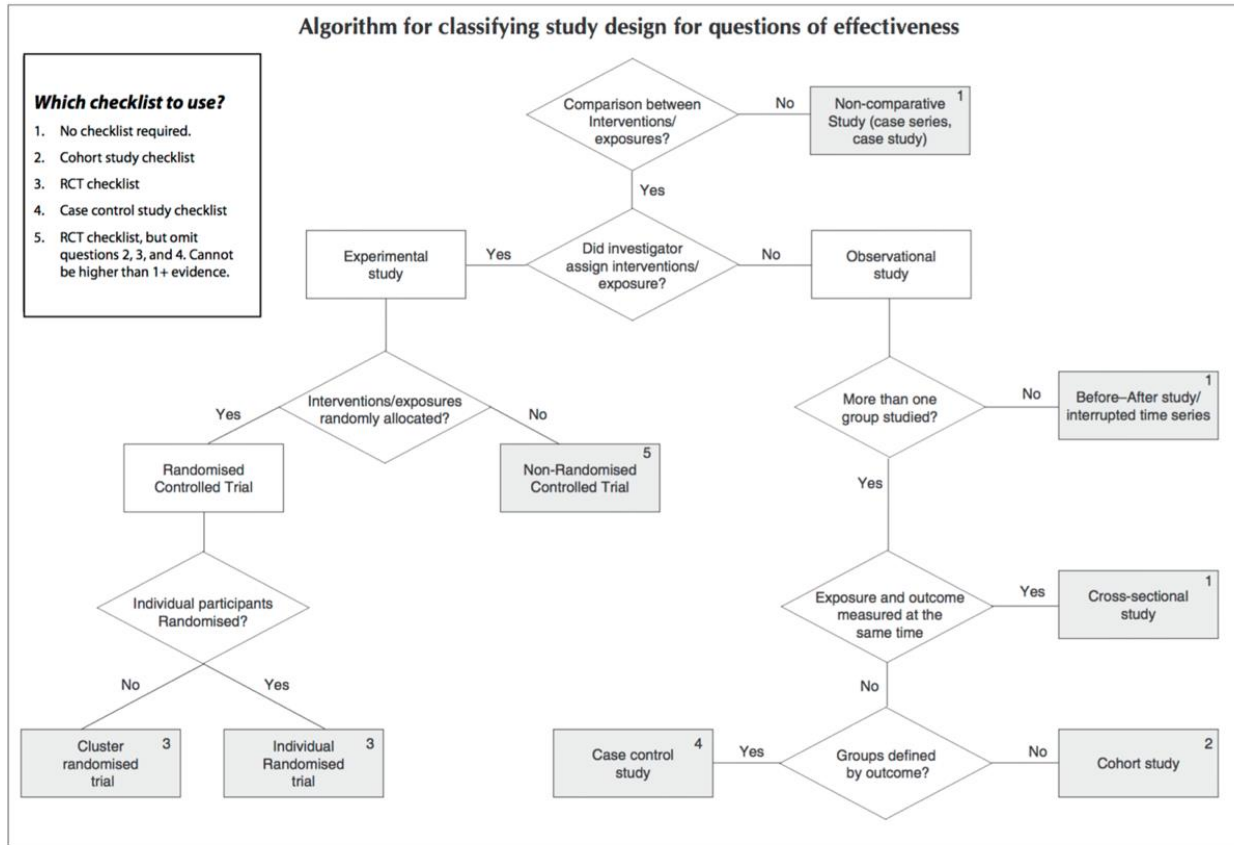 Algorithm for classifying study design for questions of effectiveness
Which checklist to use?
1. No checklist required.
2. Cohort study checklist
3. RCT checklist
4. Case control study checklist
5. RCT checklist, but omit
questions 2, 3, and 4. Cannot
be higher than 1+ evidence.
Comparison between
Interventions/
exposures?
No
1
Non-comparative
Study (case series,
case study)
Yes
Experimental
study
Yes
Did investigator
assign interventions/
exposure?
No
Observational
study
Interventions/exposures
randomly allocated?
Yes
No
More than one
group studied?
No
1
Before–After study/
interrupted time series
Randomised
Controlled Trial
5
Non-Randomised
Controlled Trial
Yes
Individual participants
Randomised?
Exposure and outcome
measured at the
same time
Yes
1
Cross-sectional
study
No
Yes
No
3
Cluster
randomised
trial
3
Individual
Randomised
trial
4
Case control
study
Yes
Groups defined
by outcome?
No
2
Cohort study